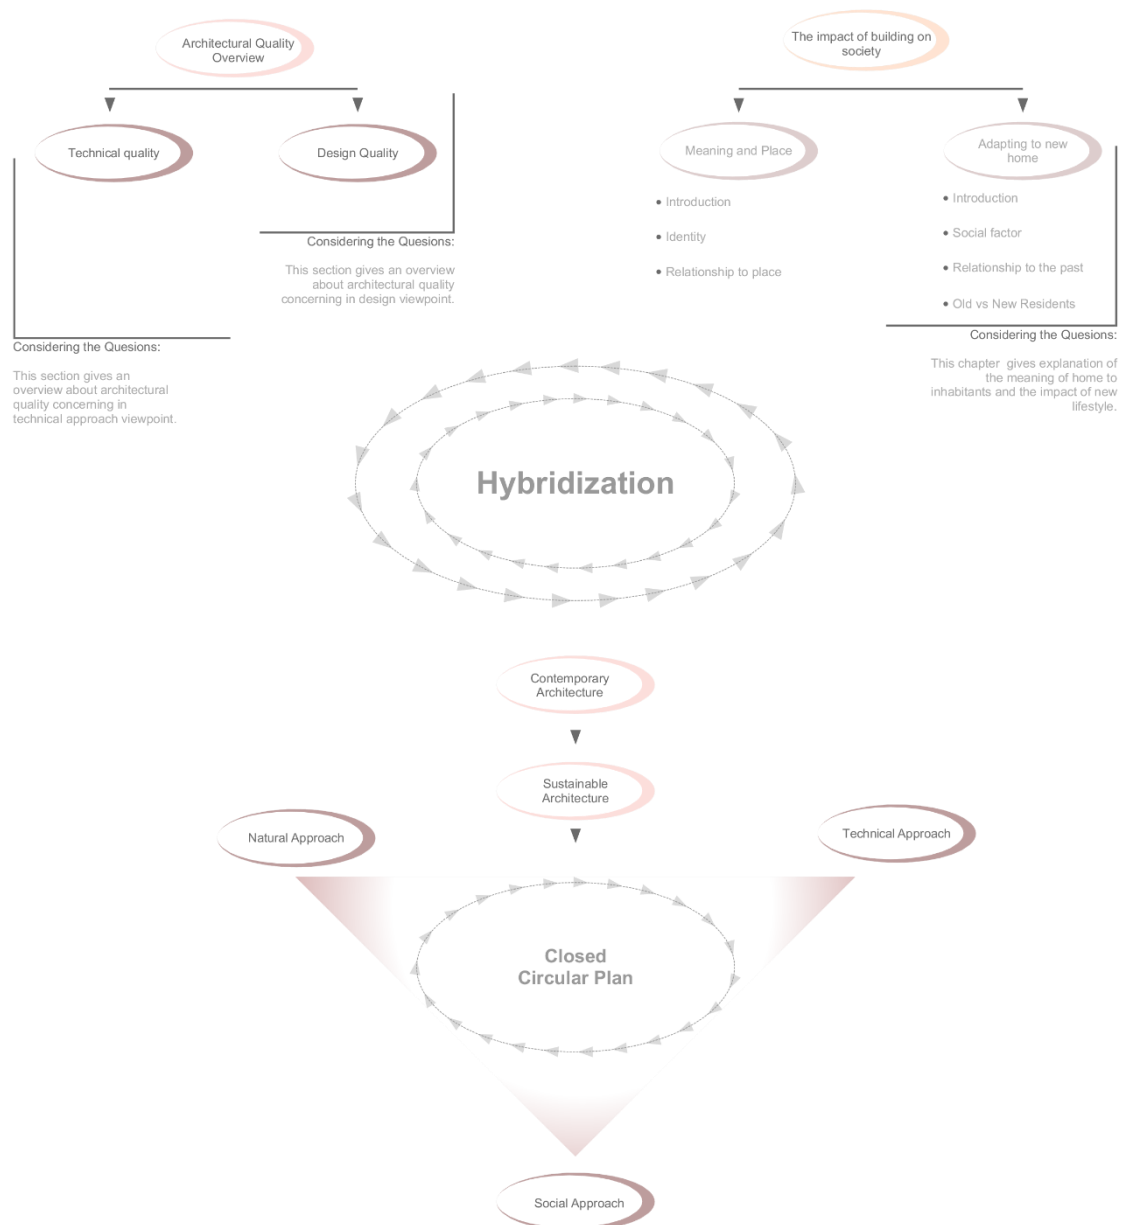 Architectural Quality
Overview
The impact of building on
society
Technical quality
Design Quality
Meaning and Place
Adapting to new
home
• Introduction
• Identity
• Relationship to place
• Introduction
• Social factor
• Relationship to the past
• Old vs New Residents
Considering the Quesions:
This section gives an overview
about architectural quality
concerning in design viewpoint.
Considering the Quesions:
This section gives an
overview about architectural
quality concerning in
technical approach viewpoint.
Considering the Quesions:
This chapter gives explanation of
the meaning of home to
inhabitants and the impact of new
lifestyle.
Hybridization
Contemporary
Architecture
Sustainable
Architecture
Natural Approach
Technical Approach
Closed
Circular Plan
Social Approach